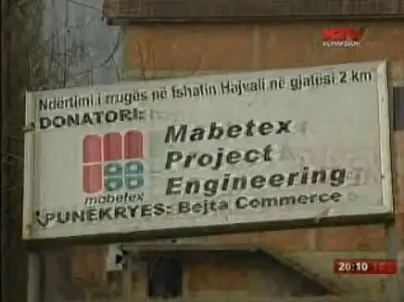 KTV
Ndërtimi i rrugës në fshatin Hajvali në gjatësi 2 km
DONATORI:
Mabetex
Project
Engineering
mabetex
PUNËKRYES: Bejta Commerce
20:10